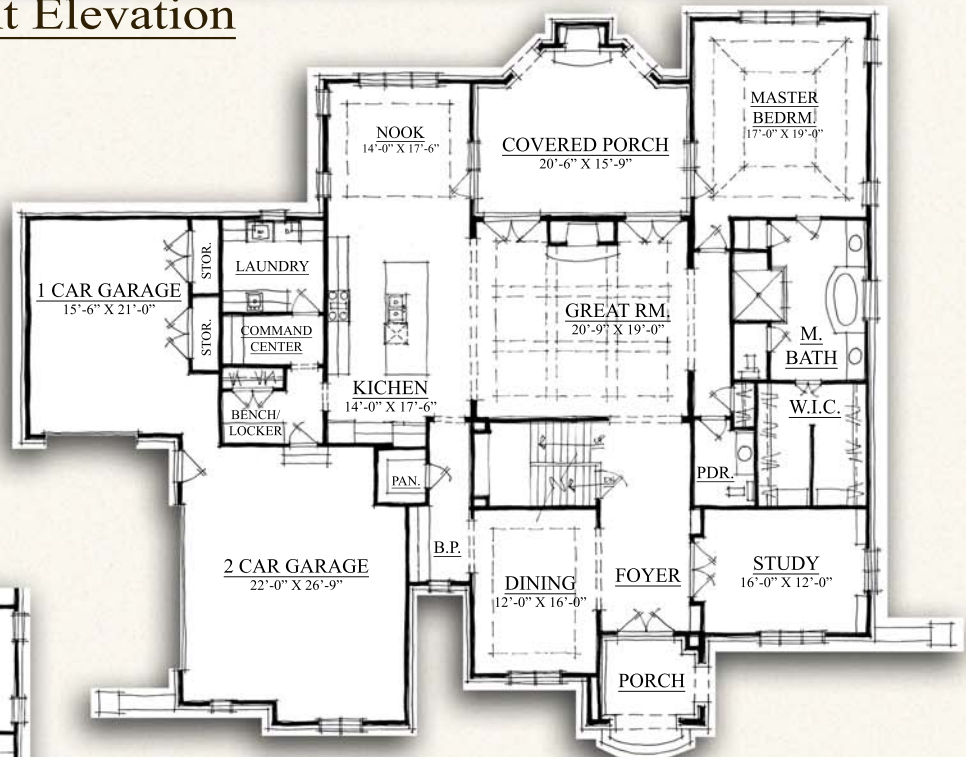 t Elevation
MASTER
BEDRM.
17'-0" X 19'-0"
NOOK
14'-0" X 17'-6"
COVERED PORCH
20'-6" X 15'-9"
STOR.
LAUNDRY
1 CAR GARAGE
15'-6" X 21'-0"
GREAT RM.
20'-9" X 19'-0"
STOR.
COMMAND
CENTER
M.
BATH
KICHEN
14'-0" X 17'-6"
BENCH/
LOCKER
W.I.C.
UP
DN
PAN.
PDR.
B.P.
2 CAR GARAGE
22'-0" X 26'-9"
DINING
12'-0" X 16'-0"
FOYER
STUDY
16'-0" X 12'-0"
PORCH